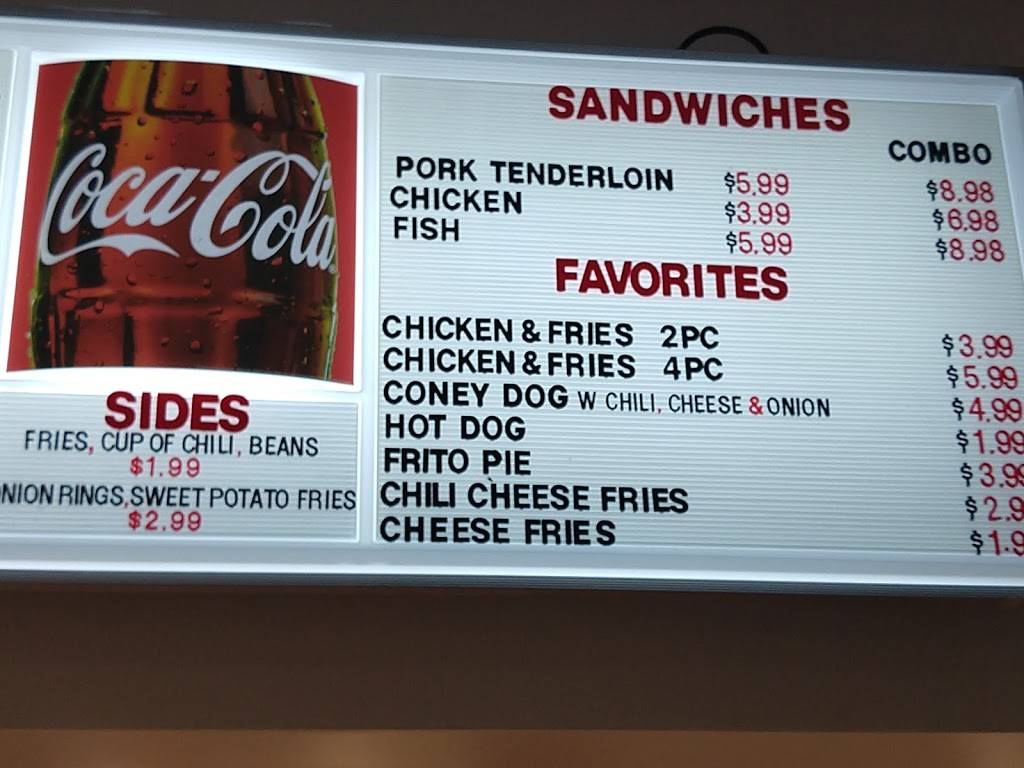 Coca-Cola
SIDES
FRIES, CUP OF CHILI, BEANS
$1.99
NION RINGS, SWEET POTATO FRIES
$2.99
SANDWICHES
COMBO
PORK TENDERLOIN $5.99 $8.98
CHICKEN $3.99 $6.98
FISH $5.99 $8.98
FAVORITES
CHICKEN & FRIES 2PC $3.99
CHICKEN & FRIES 4PC $5.99
CONEY DOG W CHILI, CHEESE & ONION $4.99
HOT DOG $1.99
FRITO PIE $3.99
CHILI CHEESE FRIES $2.9
CHEESE FRIES $1.9